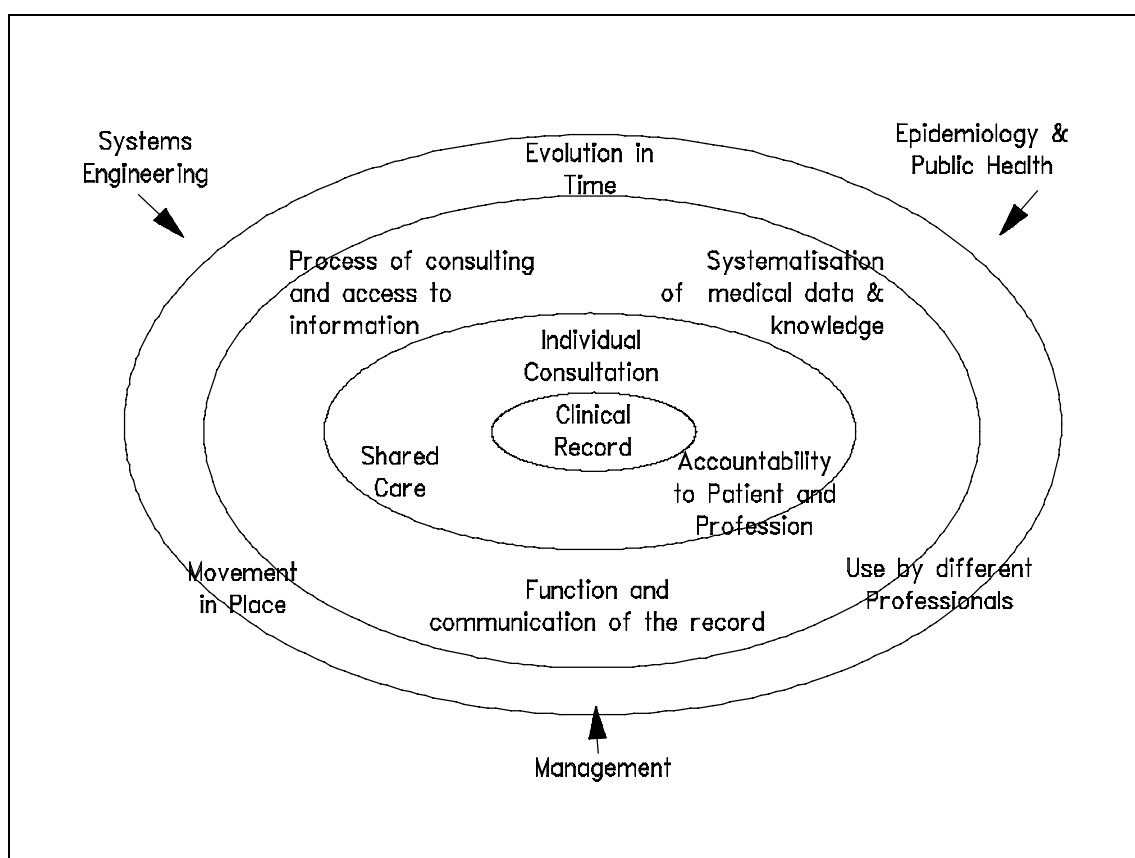 Systems
Engineering
Epidemiology &
Public Health
Evolution in
Time
Process of consulting
and access to
information
Systematisation
of medical data &
knowledge
Individual
Consultation
Clinical
Record
Shared
Care
Accountability
to Patient and
Profession
Movement
in Place
Function and
communication of the record
Use by different
Professionals
Management